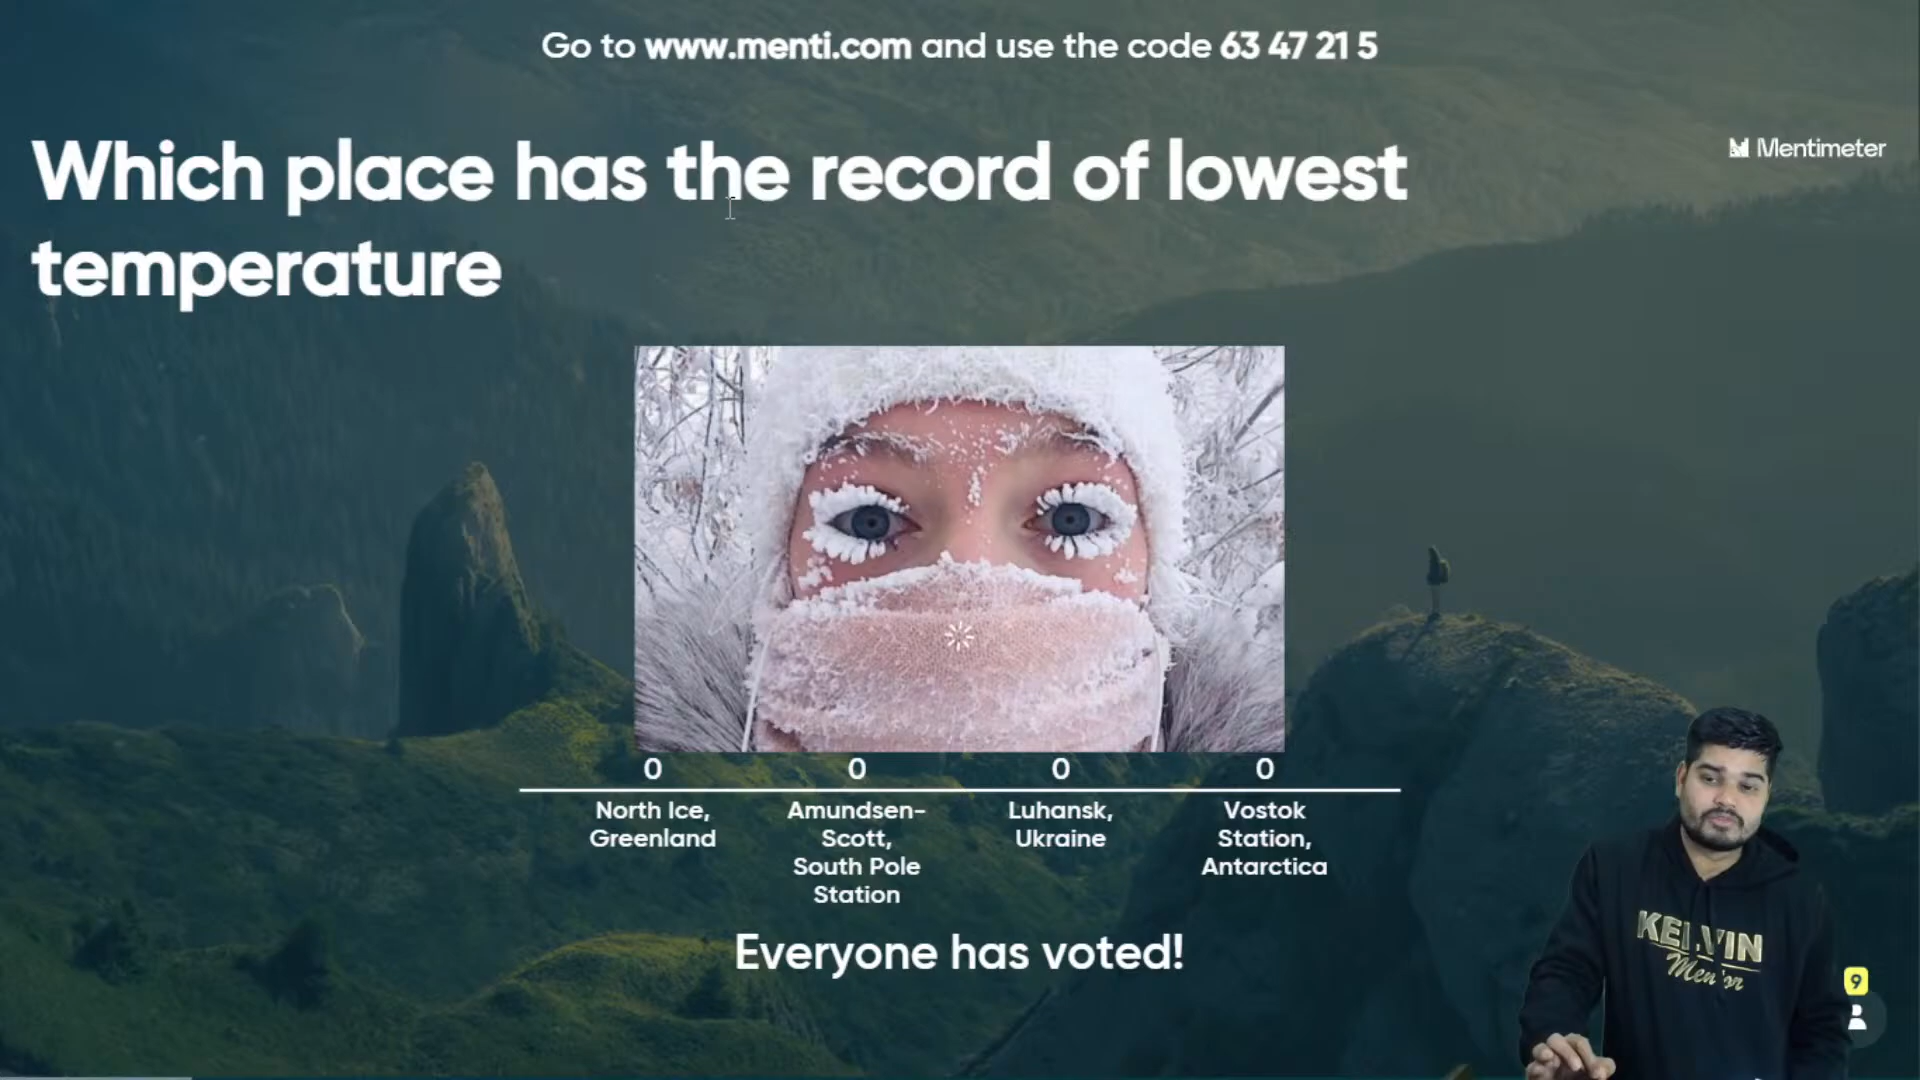 Go to www.menti.com and use the code 63 47 21 5
Which place has the record of lowest
temperature
Mentimeter
0
0
0
0
North Ice,
Greenland
Amundsen-
Scott,
South Pole
Station
Luhansk,
Ukraine
Vostok
Station,
Antarctica
Everyone has voted!
KELVIN
Mentor
9